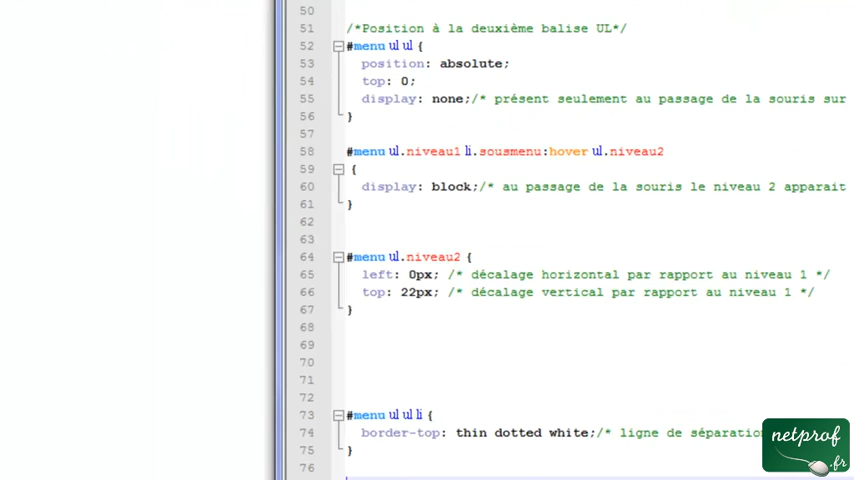 50
51 /*Position à la deuxième balise UL*/
52 #menu ul ul {
53 position: absolute;
54 top: 0;
55 display: none;/* présent seulement au passage de la souris sur
56 }
57
58 #menu ul.niveau1 li.sousmenu:hover ul.niveau2
59 {
60 display: block;/* au passage de la souris le niveau 2 apparait
61 }
62
63
64 #menu ul.niveau2 {
65 left: 0px; /* décalage horizontal par rapport au niveau 1 */
66 top: 22px; /* décalage vertical par rapport au niveau 1 */
67 }
68
69
70
71
72
73 #menu ul ul li {
74 border-top: thin dotted white;/* ligne de séparation
75 }
76
netprof
.fr